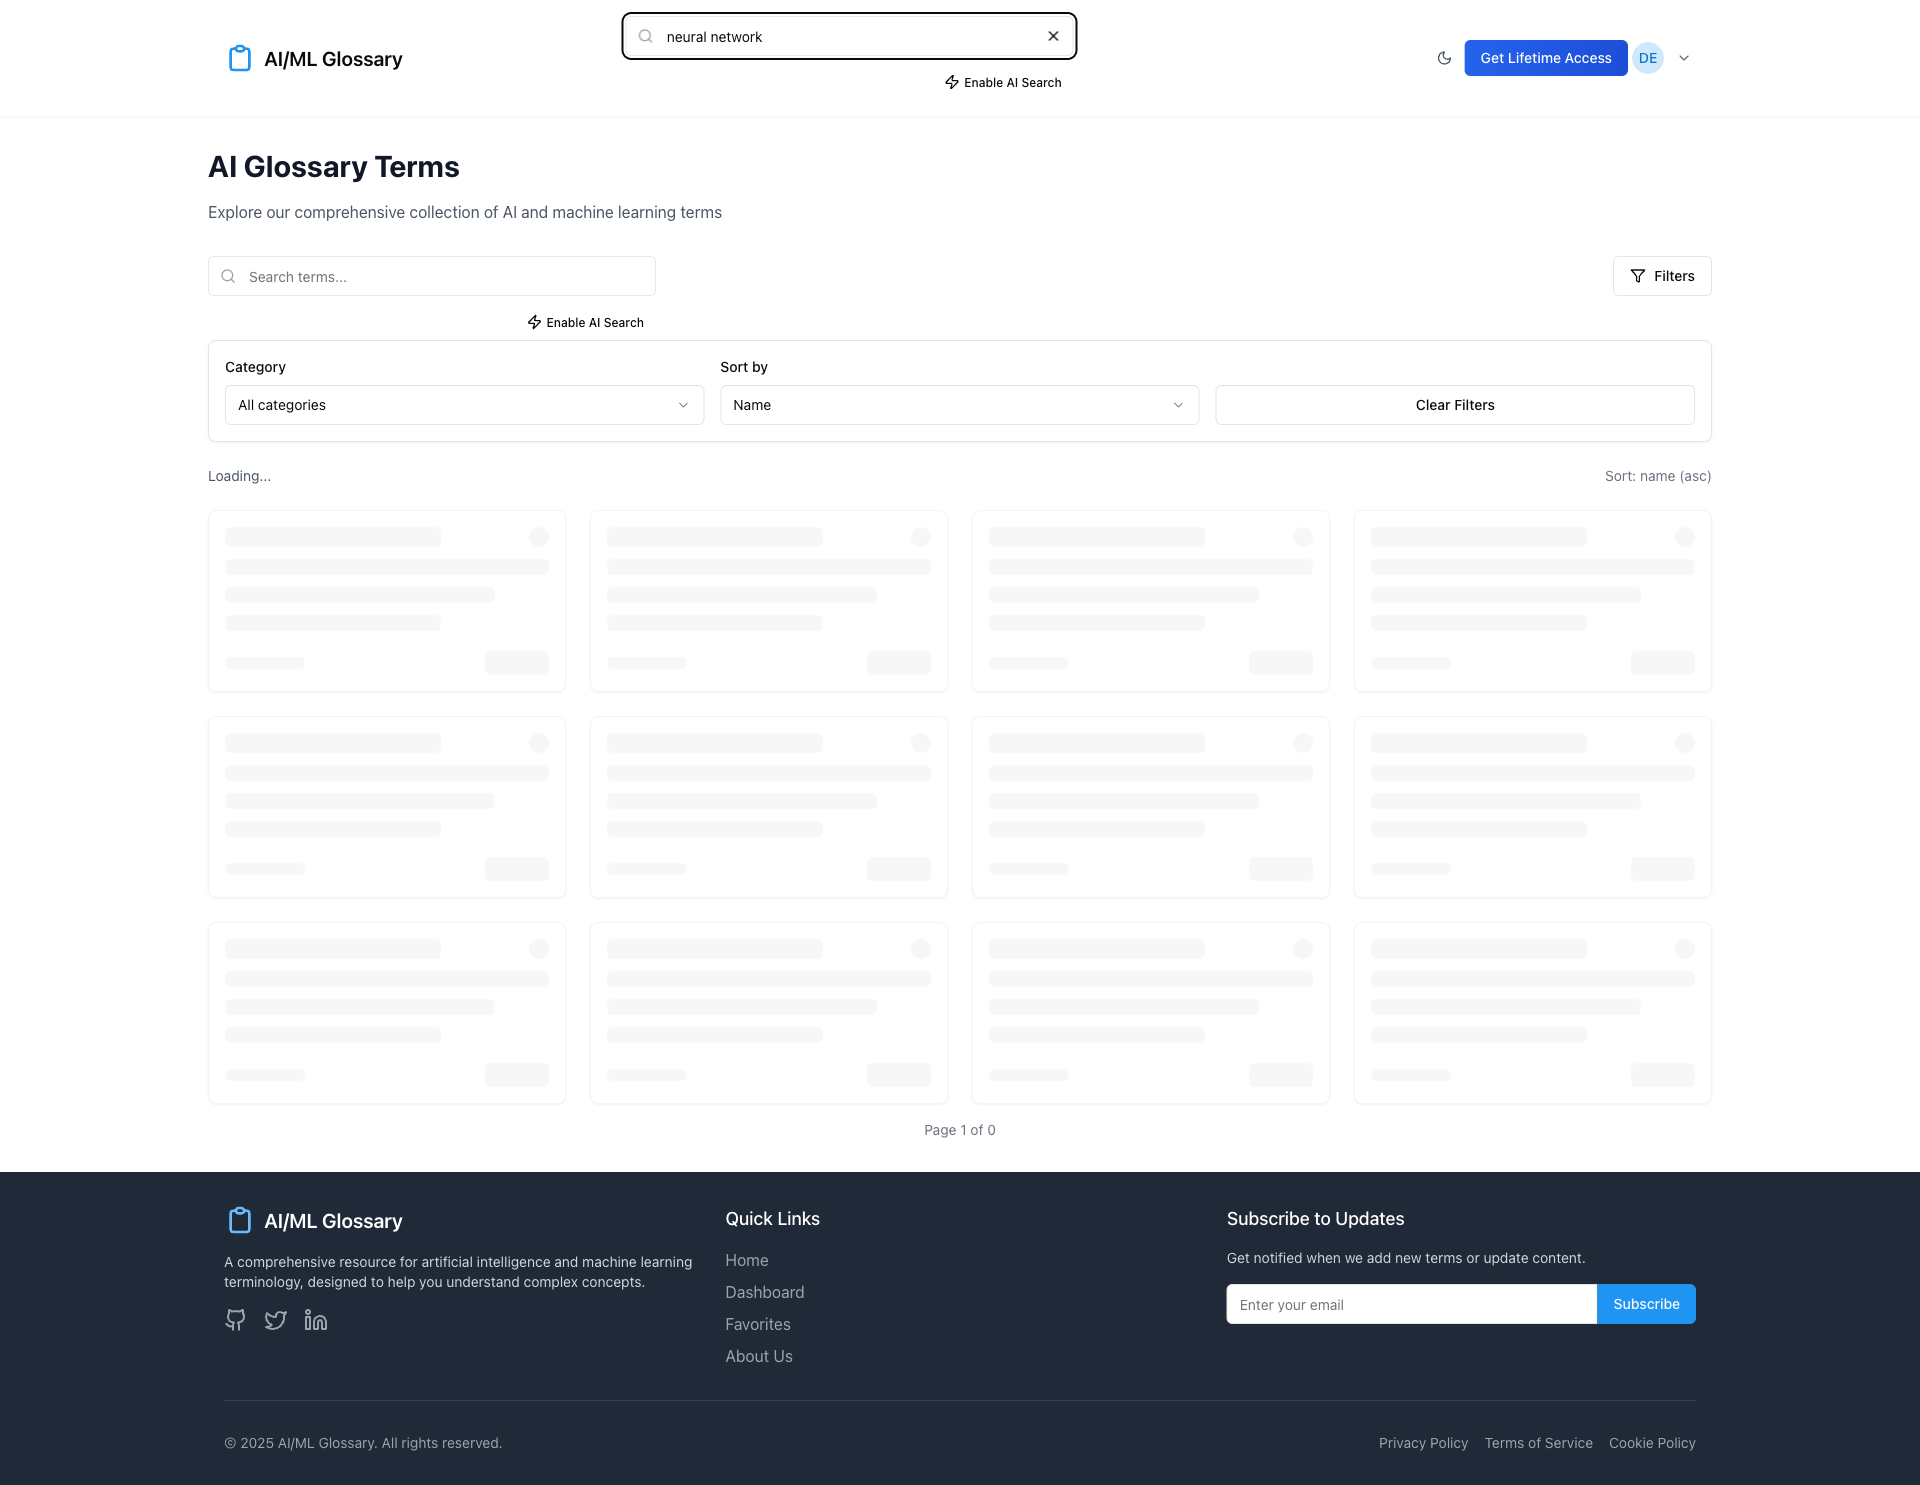 AI/ML Glossary
neural network
Enable AI Search
Get Lifetime Access
DE
AI Glossary Terms
Explore our comprehensive collection of AI and machine learning terms
Search terms...
Filters
Enable AI Search
Category
Sort by
All categories
Name
Clear Filters
Loading...
Sort: name (asc)
Page 1 of 0
AI/ML Glossary
A comprehensive resource for artificial intelligence and machine learning
terminology, designed to help you understand complex concepts.
Quick Links
Home
Dashboard
Favorites
About Us
Subscribe to Updates
Get notified when we add new terms or update content.
Enter your email
Subscribe
© 2025 AI/ML Glossary. All rights reserved.
Privacy Policy
Terms of Service
Cookie Policy